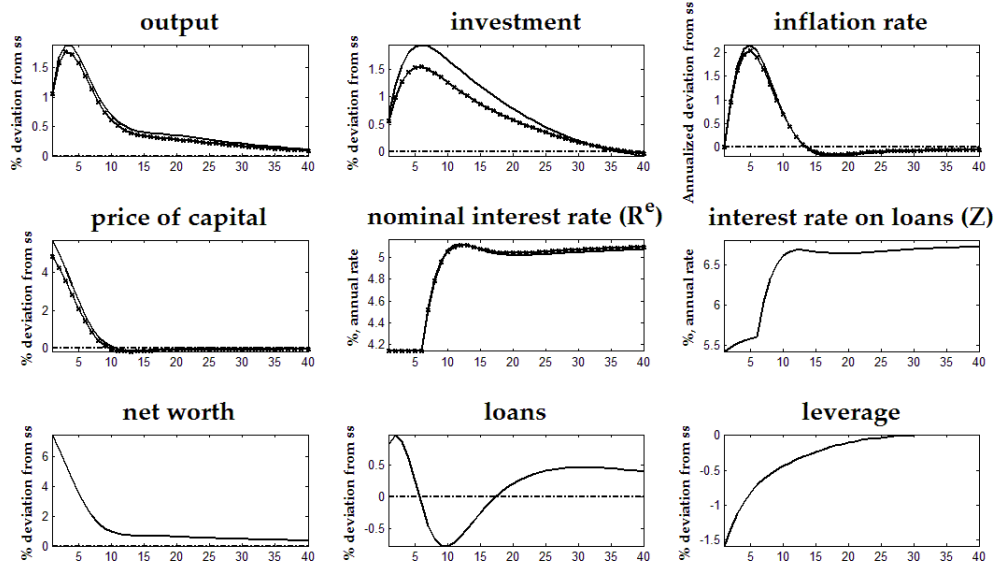 output
investment
inflation rate
% deviation from ss
1.5
1
0.5
0
5 10 15 20 25 30 35 40
% deviation from ss
1.5
1
0.5
0
5 10 15 20 25 30 35 40
Annualized deviation from ss
2
1.5
1
0.5
0
5 10 15 20 25 30 35 40
price of capital
nominal interest rate (Rᵉ)
interest rate on loans (Z)
% deviation from ss
4
2
0
5 10 15 20 25 30 35 40
%, annual rate
5
4.8
4.6
4.4
4.2
5 10 15 20 25 30 35 40
%, annual rate
6.5
6
5.5
5 10 15 20 25 30 35 40
net worth
loans
leverage
% deviation from ss
6
4
2
0
5 10 15 20 25 30 35 40
% deviation from ss
0.5
0
-0.5
5 10 15 20 25 30 35 40
% deviation from ss
0
-0.5
-1
-1.5
5 10 15 20 25 30 35 40